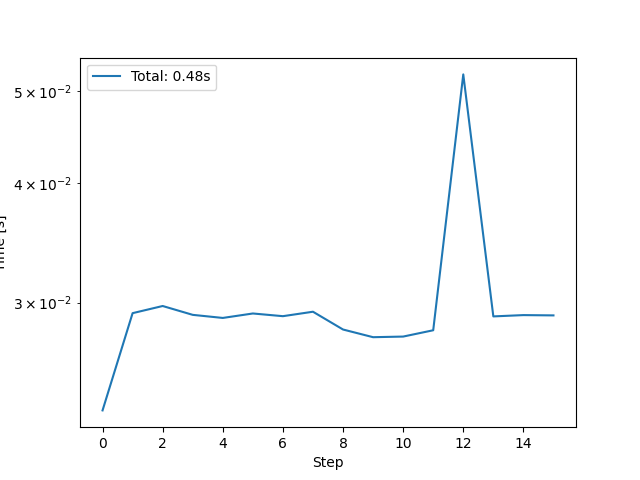 Total: 0.48s
5 × 10⁻²
4 × 10⁻²
3 × 10⁻²
Time [s]
0 2 4 6 8 10 12 14
Step